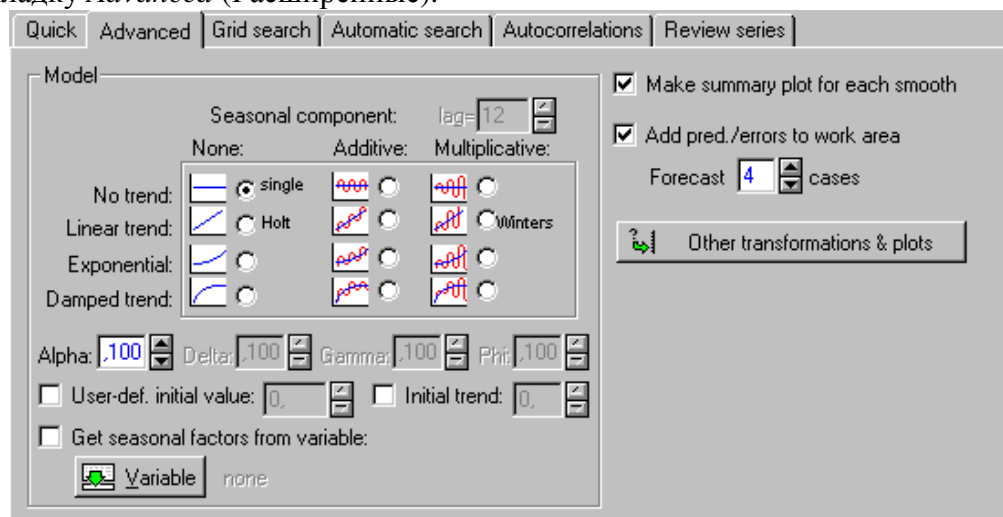 ладку Advanced (Расширенные).
Quick Advanced Grid search Automatic search Autocorrelations Review series
Model
Make summary plot for each smooth
Seasonal component: lag= 12
Add pred./errors to work area
None: Additive: Multiplicative:
Forecast 4 cases
No trend: single
Linear trend: Holt Winters
Other transformations & plots
Exponential:
Damped trend:
Alpha: ,100 Delta: ,100 Gamma: ,100 Phi: ,100
User-def. initial value: 0, Initial trend: 0,
Get seasonal factors from variable:
Variable none